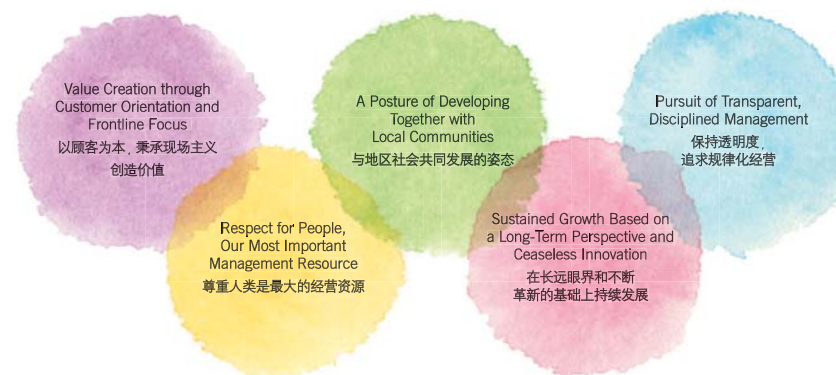 Value Creation through
Customer Orientation and
Frontline Focus
以顾客为本，秉承现场主义
创造价值
Respect for People,
Our Most Important
Management Resource
尊重人类是最大的经营资源
A Posture of Developing
Together with
Local Communities
与地区社会共同发展的姿态
Sustained Growth Based on
a Long-Term Perspective and
Ceaseless Innovation
在长远眼界和不断
革新的基础上持续发展
Pursuit of Transparent,
Disciplined Management
保持透明度，
追求规律化经营